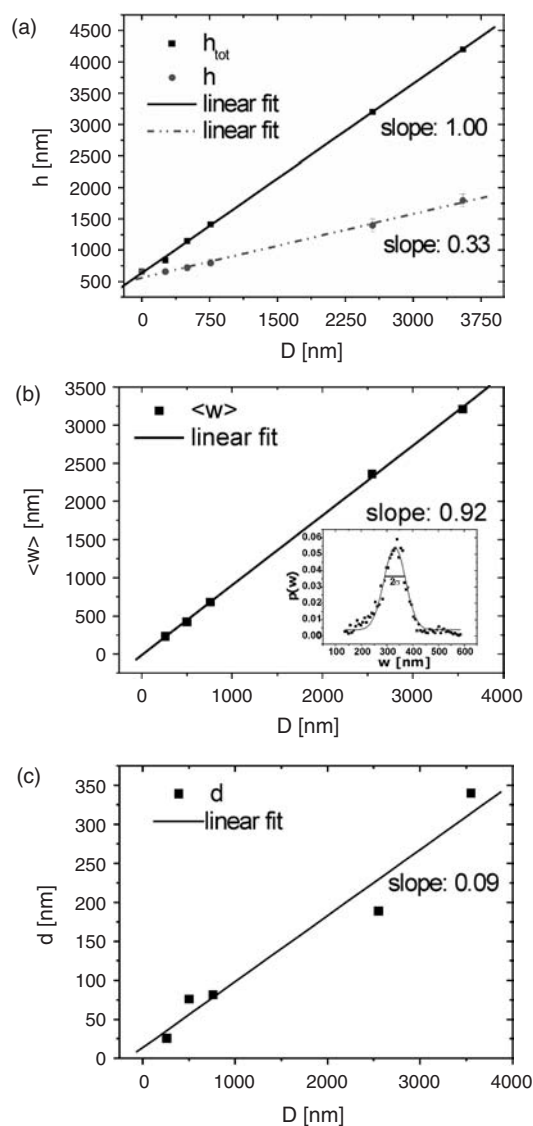 (a)
4500
4000
3500
3000
2500
2000
1500
1000
500
h [nm]
h_tot
h
linear fit
linear fit
slope: 1.00
slope: 0.33
0 750 1500 2250 3000 3750
D [nm]
(b)
3500
3000
2500
2000
1500
1000
500
0
<w> [nm]
<w>
linear fit
slope: 0.92
0.06
0.05
0.04
0.03
0.02
0.01
0.00
p(w)
100 200 300 400 500 600
w [nm]
0 1000 2000 3000 4000
D [nm]
(c)
350
300
250
200
150
100
50
0
d [nm]
d
linear fit
slope: 0.09
0 1000 2000 3000 4000
D [nm]